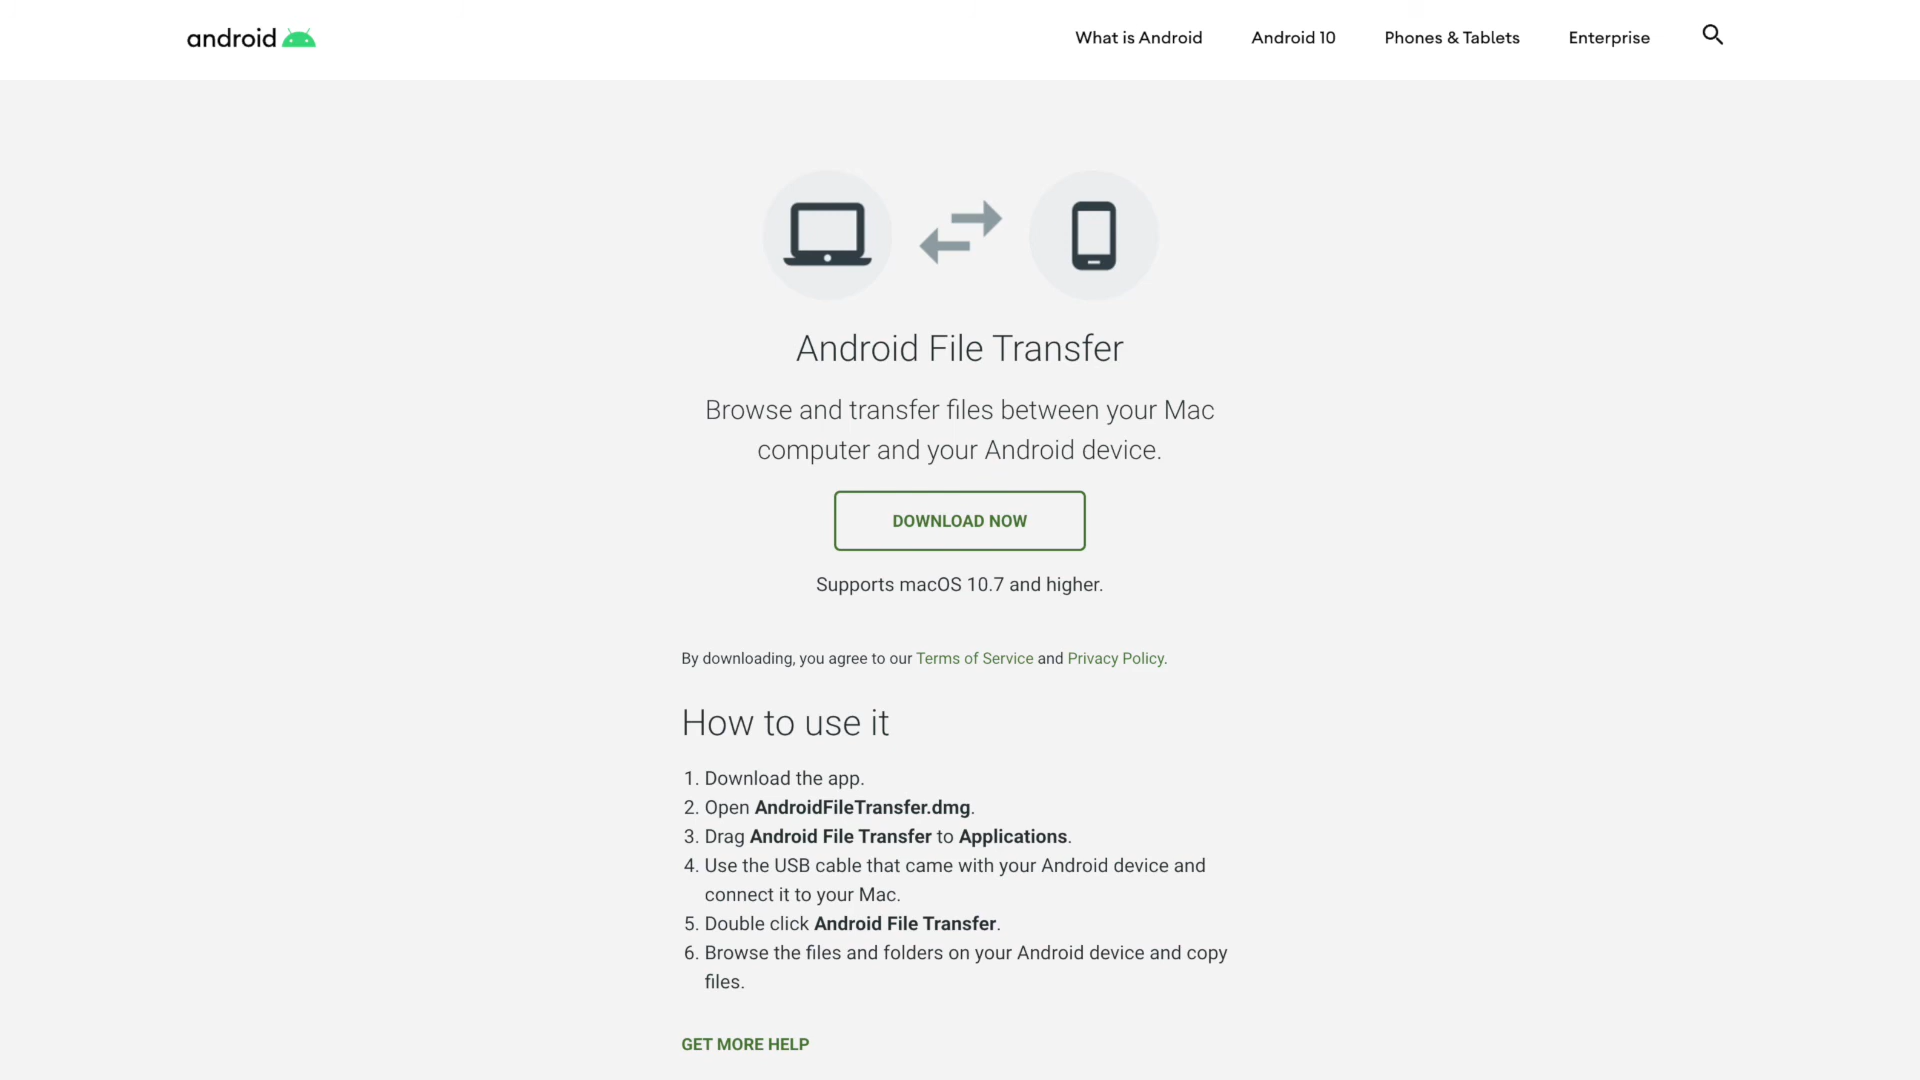 android
What is Android
Android 10
Phones & Tablets
Enterprise
Android File Transfer
Browse and transfer files between your Mac
computer and your Android device.
DOWNLOAD NOW
Supports macOS 10.7 and higher.
By downloading, you agree to our Terms of Service and Privacy Policy.
How to use it
1. Download the app.
2. Open AndroidFileTransfer.dmg.
3. Drag Android File Transfer to Applications.
4. Use the USB cable that came with your Android device and
connect it to your Mac.
5. Double click Android File Transfer.
6. Browse the files and folders on your Android device and copy
files.
GET MORE HELP